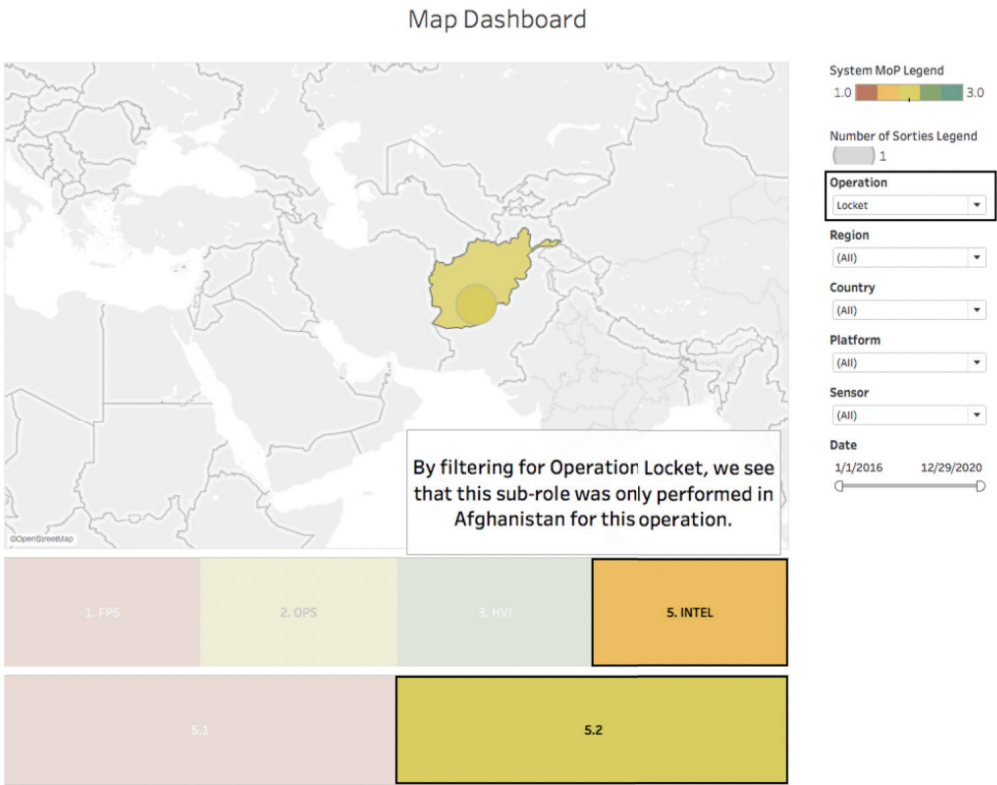 Map Dashboard
System MoP Legend
1.0 3.0
Number of Sorties Legend
1
Operation
Locket
Region
(All)
Country
(All)
Platform
(All)
Sensor
(All)
Date
1/1/2016 12/29/2020
By filtering for Operation Locket, we see
that this sub-role was only performed in
Afghanistan for this operation.
©OpenStreetMap
1. FPS 2. OPS 3. HVI 5. INTEL
5.1 5.2